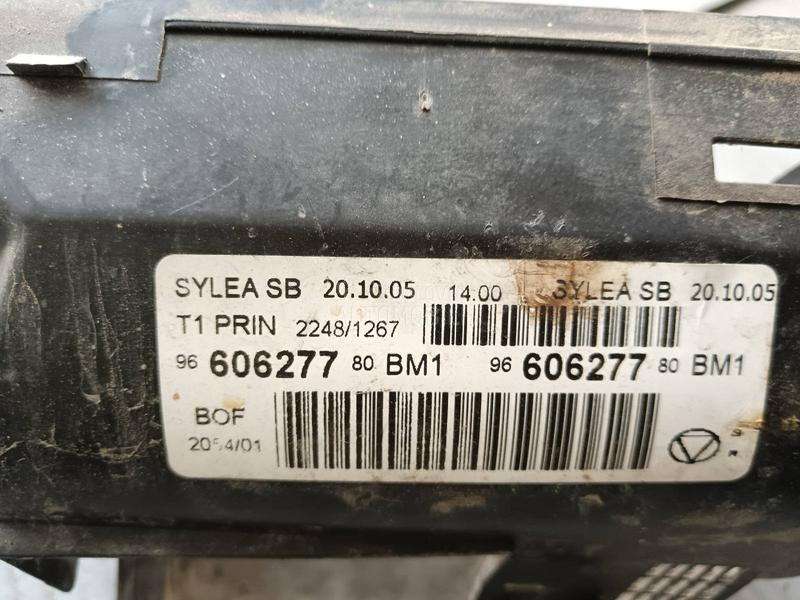 SYLEA SB 20.10.05 14.00 SYLEA SB 20.10.05
T1 PRIN 2248/1267
96 606277 80 BM1 96 606277 80 BM1
BOF